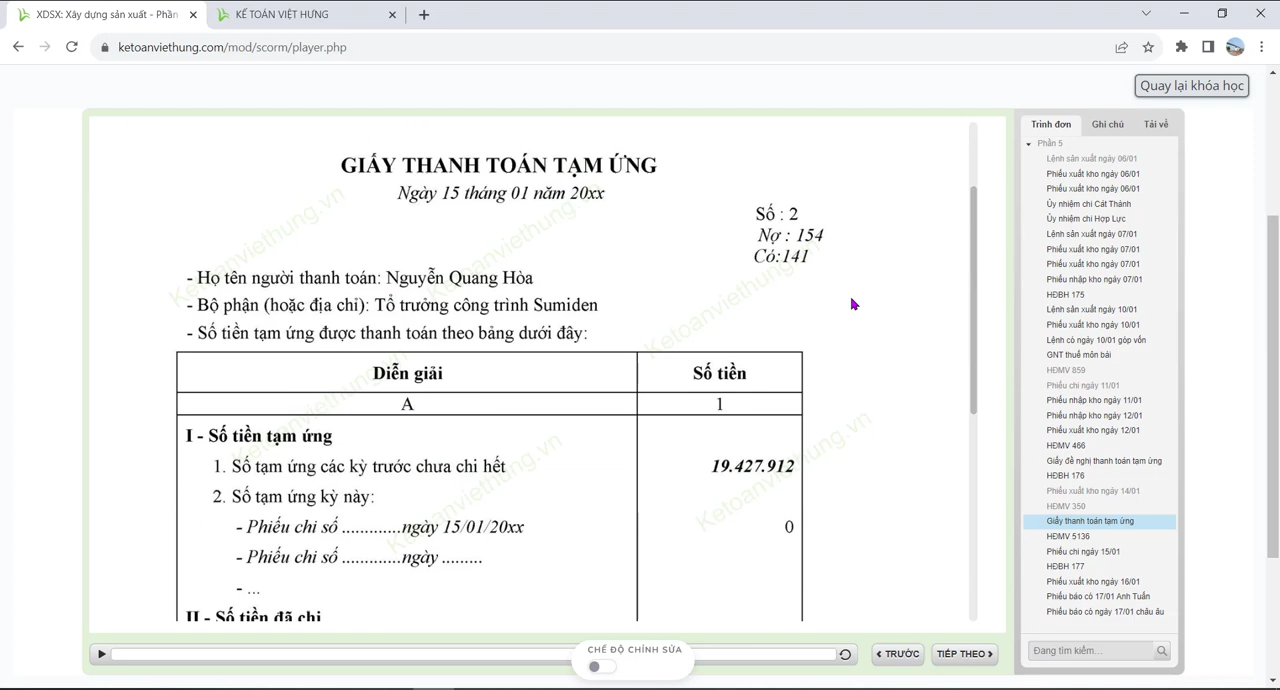 XDSX: Xây dựng sản xuất - Phần
KẾ TOÁN VIỆT HƯNG
ketoanviethung.com/mod/scorm/player.php
Quay lại khóa học
GIẤY THANH TOÁN TẠM ỨNG
Ngày 15 tháng 01 năm 20xx
Số : 2
Nợ : 154
Có:141
- Họ tên người thanh toán: Nguyễn Quang Hòa
- Bộ phận (hoặc địa chỉ): Tổ trưởng công trình Sumiden
- Số tiền tạm ứng được thanh toán theo bảng dưới đây:
Diễn giải Số tiền
A 1
I - Số tiền tạm ứng
1. Số tạm ứng các kỳ trước chưa chi hết 19.427.912
2. Số tạm ứng kỳ này:
- Phiếu chi số ............ngày 15/01/20xx 0
- Phiếu chi số .............ngày .........
- ...
II - Số tiền đã chi
Ketoanviethung.vn
Ketoanviethung.vn
Ketoanviethung.vn
Ketoanviethung.vn
Ketoanviethung.vn
Ketoanviethung.vn
CHẾ ĐỘ CHỈNH SỬA
TRƯỚC
TIẾP THEO
Trình đơn Ghi chú Tải về
Phần 5
Lệnh sản xuất ngày 06/01
Phiếu xuất kho ngày 06/01
Phiếu xuất kho ngày 06/01
Ủy nhiệm chi Cát Thành
Ủy nhiệm chi Hợp Lực
Lệnh sản xuất ngày 07/01
Phiếu xuất kho ngày 07/01
Phiếu xuất kho ngày 07/01
Phiếu nhập kho ngày 07/01
HĐBH 175
Lệnh sản xuất ngày 10/01
Phiếu xuất kho ngày 10/01
Lệnh có ngày 10/01 góp vốn
GNT thuế môn bài
HĐMV 859
Phiếu chi ngày 11/01
Phiếu nhập kho ngày 11/01
Phiếu nhập kho ngày 12/01
Phiếu xuất kho ngày 12/01
HĐMV 466
Giấy đề nghị thanh toán tạm ứng
HĐBH 176
Phiếu xuất kho ngày 14/01
HĐMV 350
Giấy thanh toán tạm ứng
HĐMV 5136
Phiếu chi ngày 15/01
HĐBH 177
Phiếu xuất kho ngày 16/01
Phiếu báo có 17/01 Anh Tuấn
Phiếu báo có ngày 17/01 châu âu
Đang tìm kiếm...